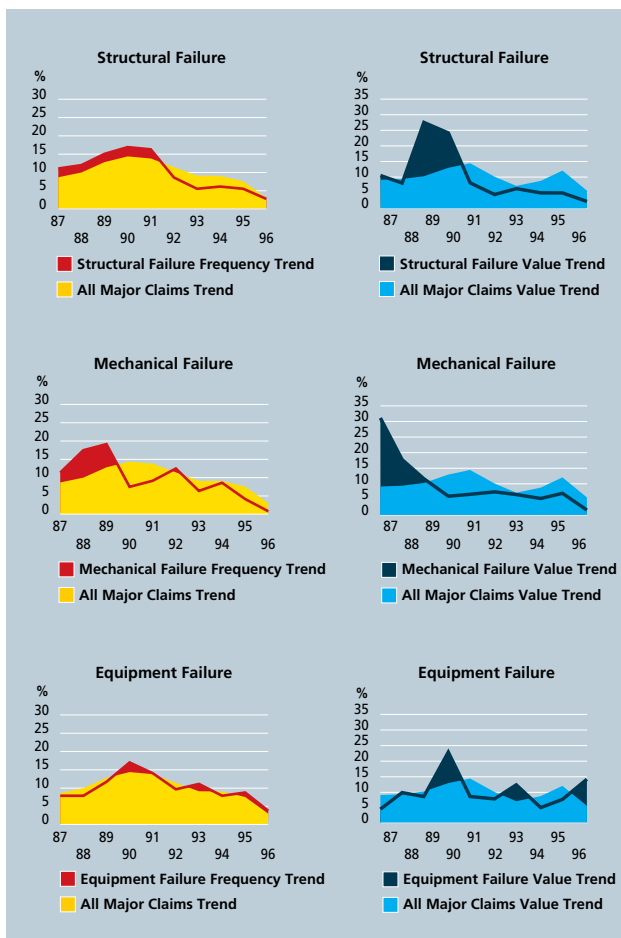 Structural Failure
%
30
25
20
15
10
5
0
87 89 91 93 95
88 90 92 94 96
Structural Failure Frequency Trend
All Major Claims Trend
Structural Failure
%
35
30
25
20
15
10
5
0
87 89 91 93 95
88 90 92 94 96
Structural Failure Value Trend
All Major Claims Value Trend
Mechanical Failure
%
30
25
20
15
10
5
0
87 89 91 93 95
88 90 92 94 96
Mechanical Failure Frequency Trend
All Major Claims Trend
Mechanical Failure
%
35
30
25
20
15
10
5
0
87 89 91 93 95
88 90 92 94 96
Mechanical Failure Value Trend
All Major Claims Value Trend
Equipment Failure
%
30
25
20
15
10
5
0
87 89 91 93 95
88 90 92 94 96
Equipment Failure Frequency Trend
All Major Claims Trend
Equipment Failure
%
35
30
25
20
15
10
5
0
87 89 91 93 95
88 90 92 94 96
Equipment Failure Value Trend
All Major Claims Value Trend